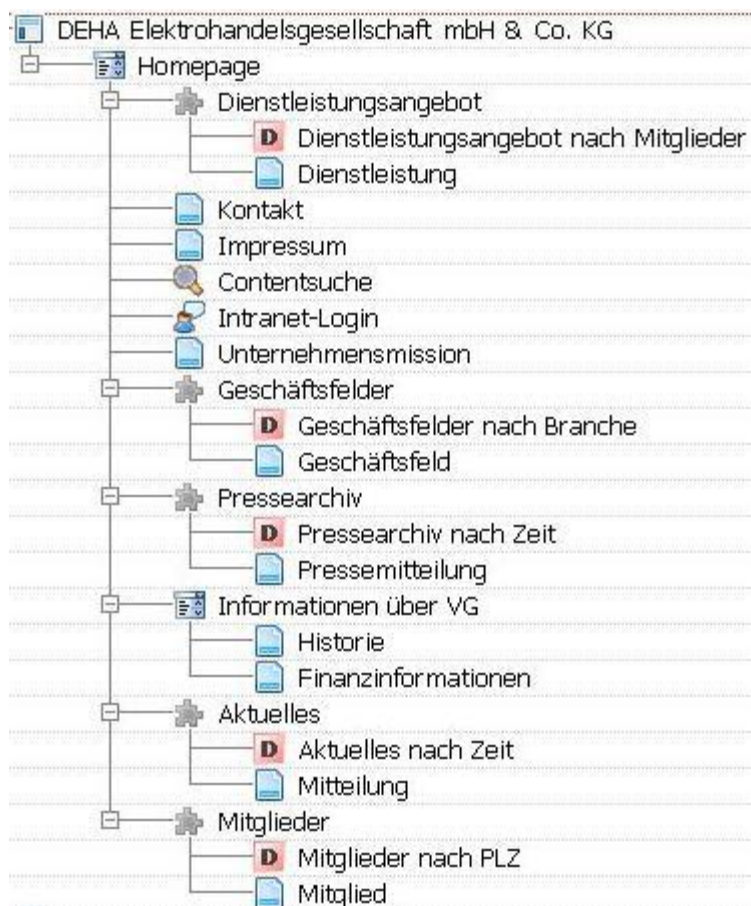 DEHA Elektrohandelsgesellschaft mbH & Co. KG
Homepage
Dienstleistungsangebot
D Dienstleistungsangebot nach Mitglieder
Dienstleistung
Kontakt
Impressum
Contentsuche
Intranet-Login
Unternehmensmission
Geschäftsfelder
D Geschäftsfelder nach Branche
Geschäftsfeld
Pressearchiv
D Pressearchiv nach Zeit
Pressemitteilung
Informationen über VG
Historie
Finanzinformationen
Aktuelles
D Aktuelles nach Zeit
Mitteilung
Mitglieder
D Mitglieder nach PLZ
Mitglied